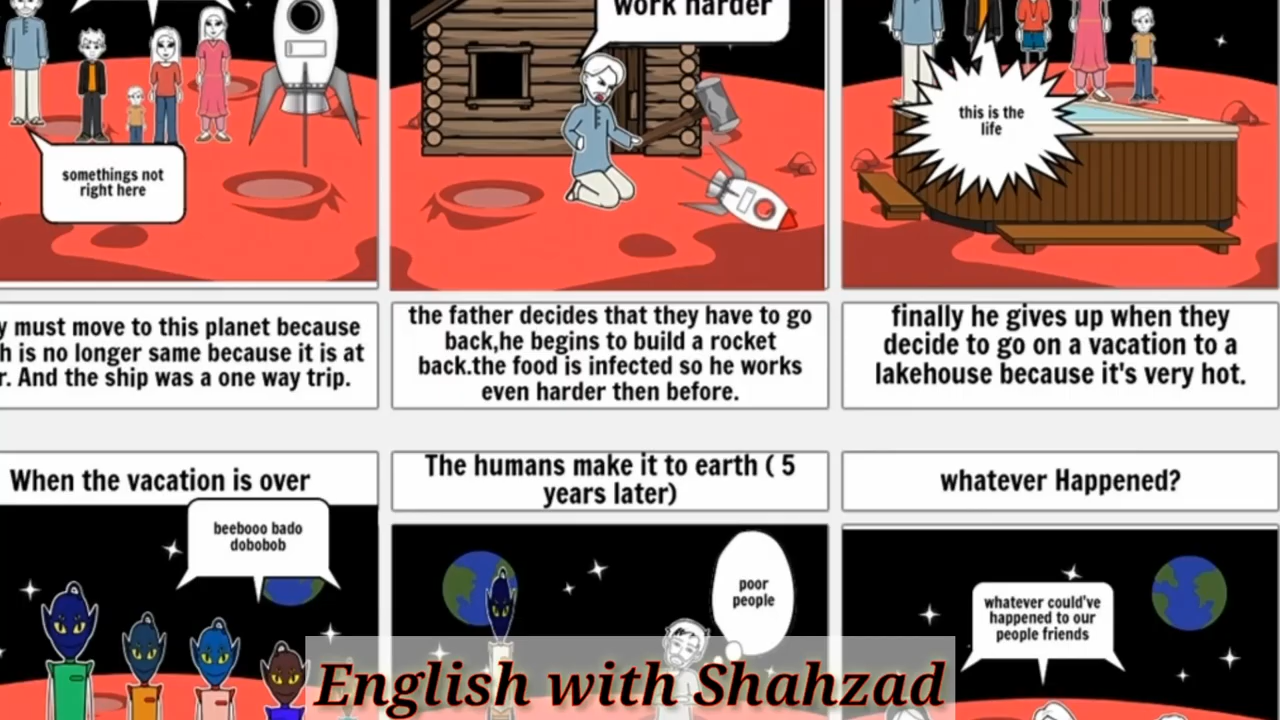 work harder
somethings not
right here
this is the
life
must move to this planet because
is no longer same because it is at
And the ship was a one way trip.
the father decides that they have to go
back,he begins to build a rocket
back.the food is infected so he works
even harder then before.
finally he gives up when they
decide to go on a vacation to a
lakehouse because it's very hot.
When the vacation is over
The humans make it to earth ( 5
years later)
whatever Happened?
beebooo bado
dobobob
poor
people
whatever could've
happened to our
people friends
English with Shahzad